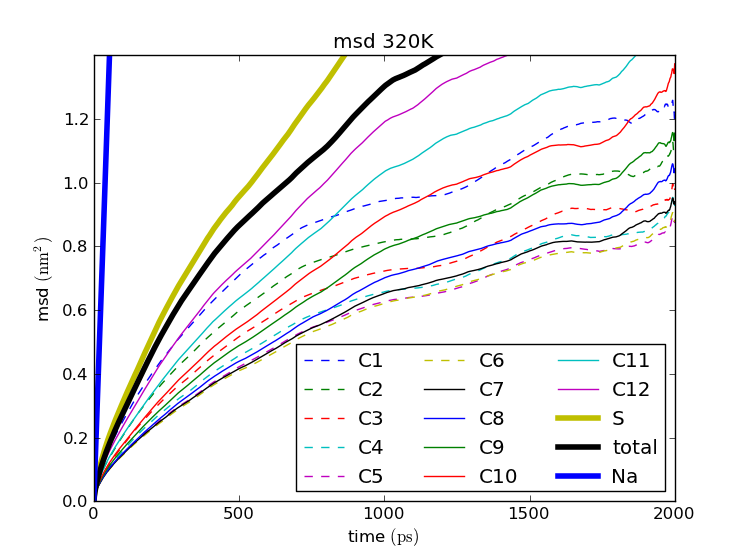 msd 320K
msd (nm²)
1.2
1.0
0.8
0.6
0.4
0.2
0.0
C1 C6 C11
C2 C7 C12
C3 C8 S
C4 C9 total
C5 C10 Na
0 500 1000 1500 2000
time (ps)